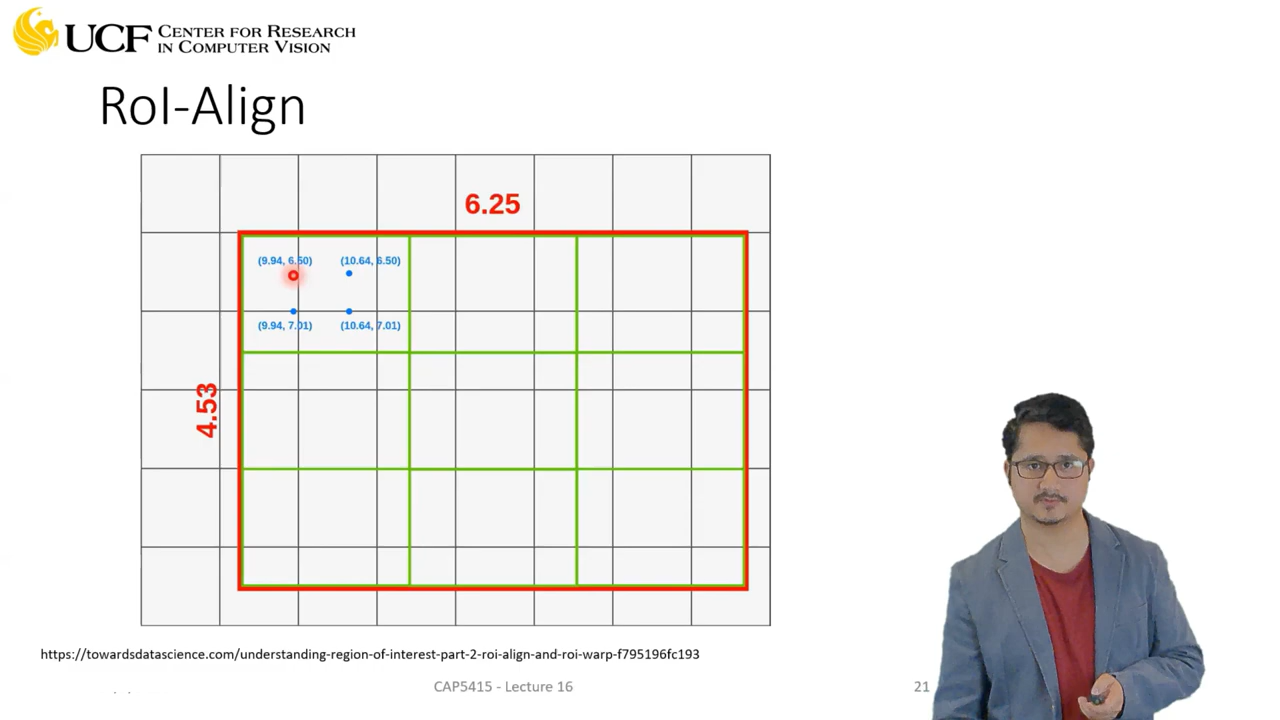 UCF CENTER FOR RESEARCH
IN COMPUTER VISION
RoI-Align
6.25
(9.94, 6.50) (10.64, 6.50)
(9.94, 7.01) (10.64, 7.01)
4.53
https://towardsdatascience.com/understanding-region-of-interest-part-2-roi-align-and-roi-warp-f795196fc193
CAP5415 - Lecture 16
21